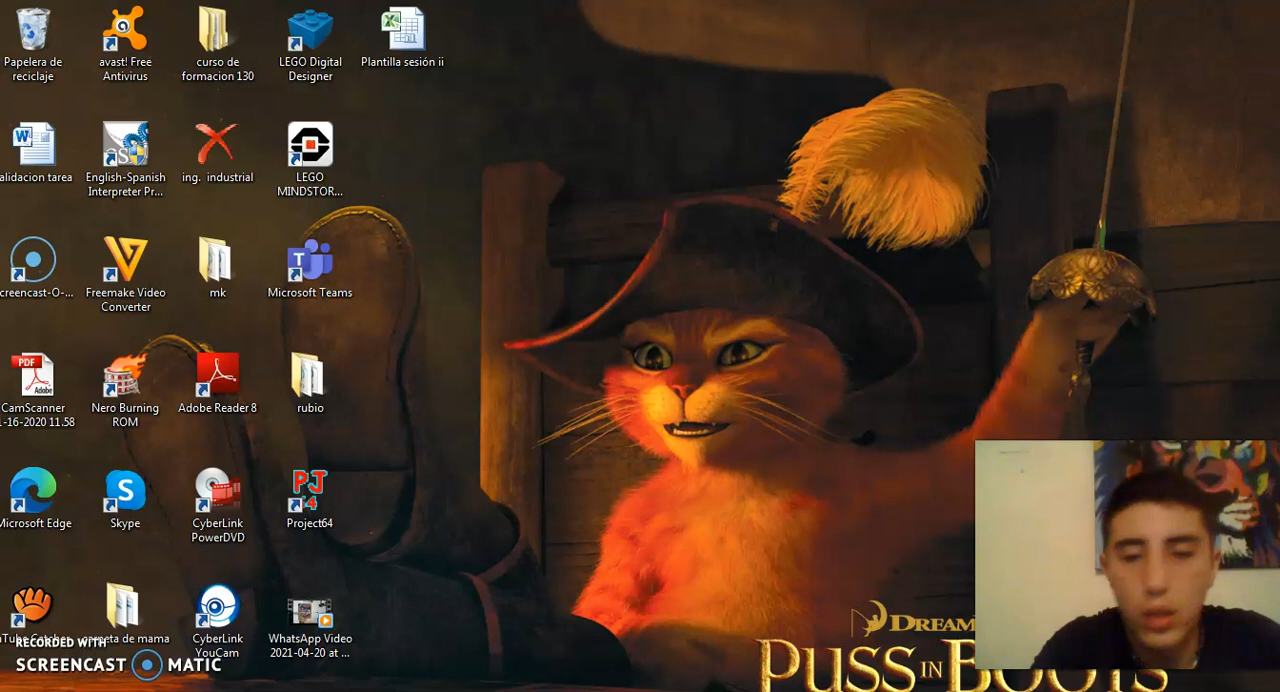 Papelera de
reciclaje
avast! Free
Antivirus
curso de
formacion 130
LEGO Digital
Designer
Plantilla sesión ii
alidacion tarea
English-Spanish
Interpreter Pr...
ing. industrial
LEGO
MINDSTOR...
creencast-O-...
Freemake Video
Converter
mk
Microsoft Teams
PDF
Adobe
CamScanner
1-16-2020 11.58
Nero Burning
ROM
Adobe Reader 8
rubio
Microsoft Edge
Skype
CyberLink
PowerDVD
PJ
64
Project64
carpeta de mama
CyberLink
YouCam
WhatsApp Video
2021-04-20 at ...
RECORDED WITH
SCREENCAST MATIC
DREAM
PUSS IN BOOTS